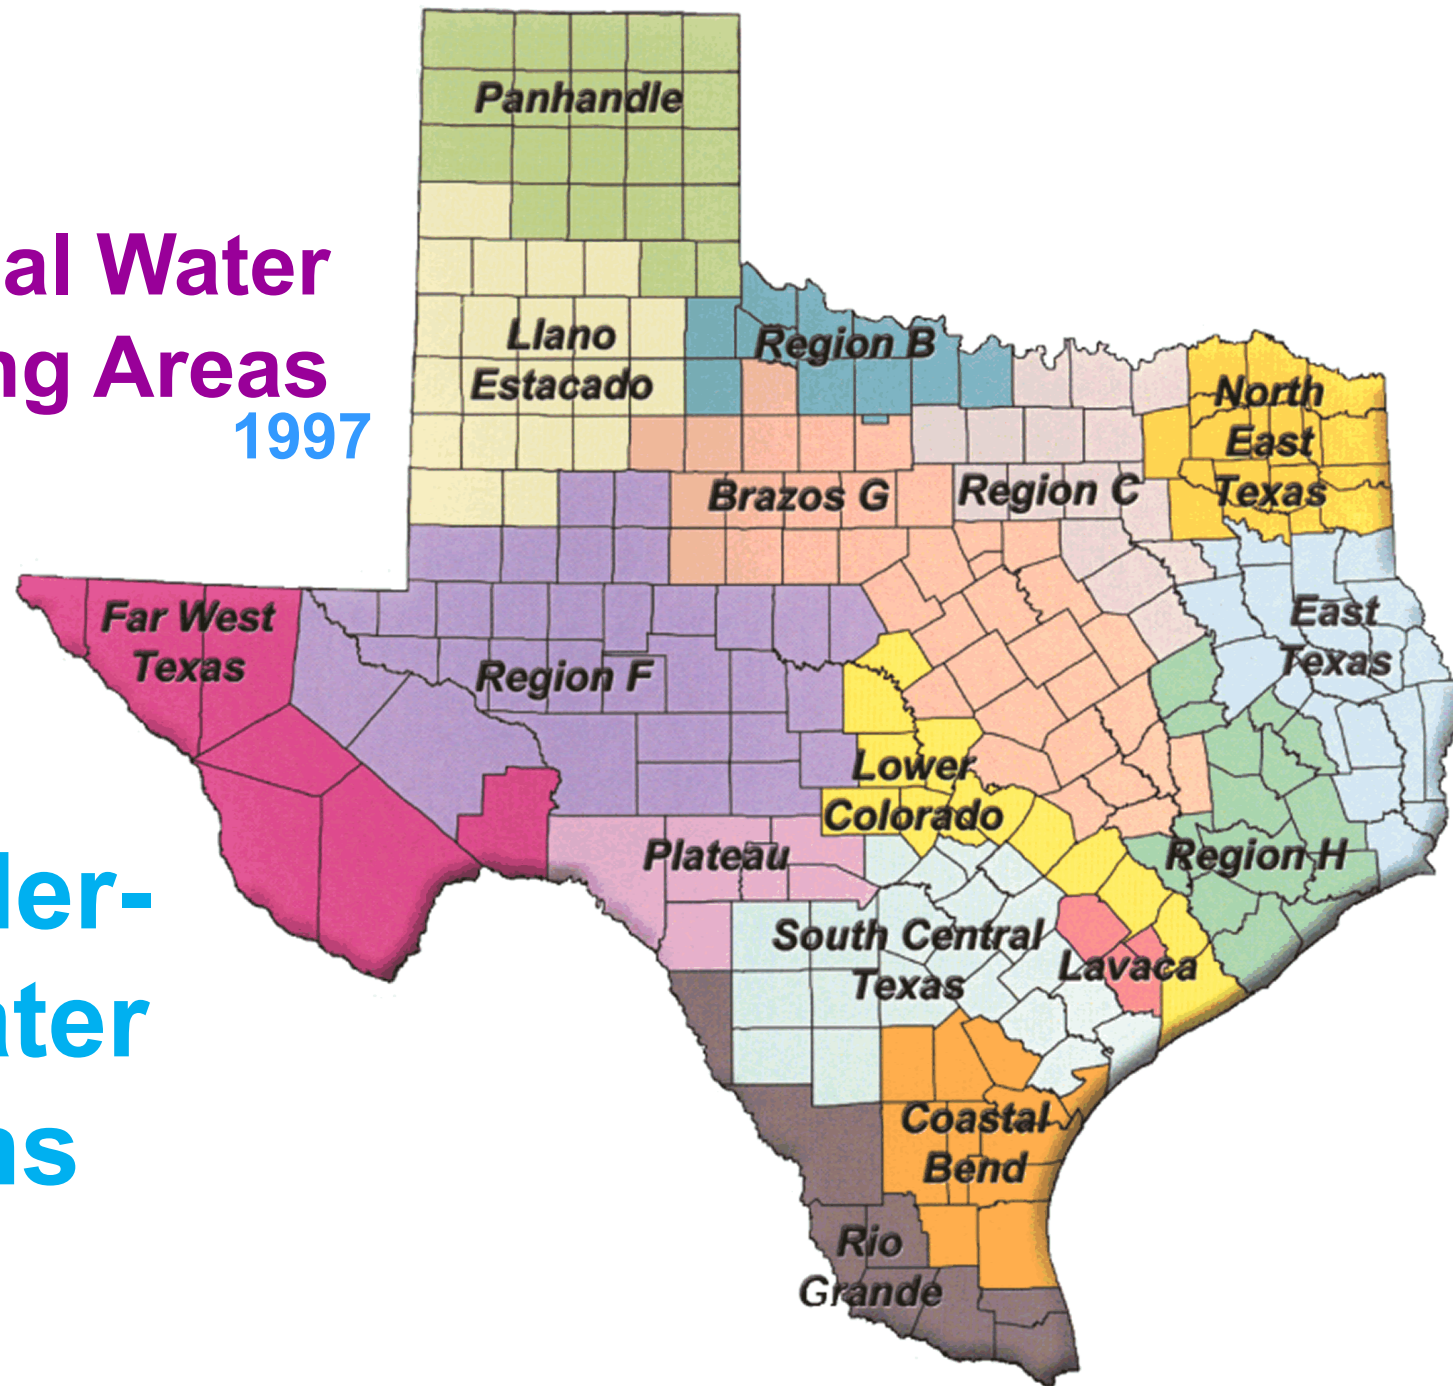 Panhandle
al Water
ng Areas
1997
Llano
Estacado
Region B
North
East
Texas
Brazos G
Region C
Far West
Texas
Region F
East
Texas
Lower
Colorado
Plateau
Region H
South Central
Texas
Lavaca
ler-
ater
ns
Coastal
Bend
Rio
Grande